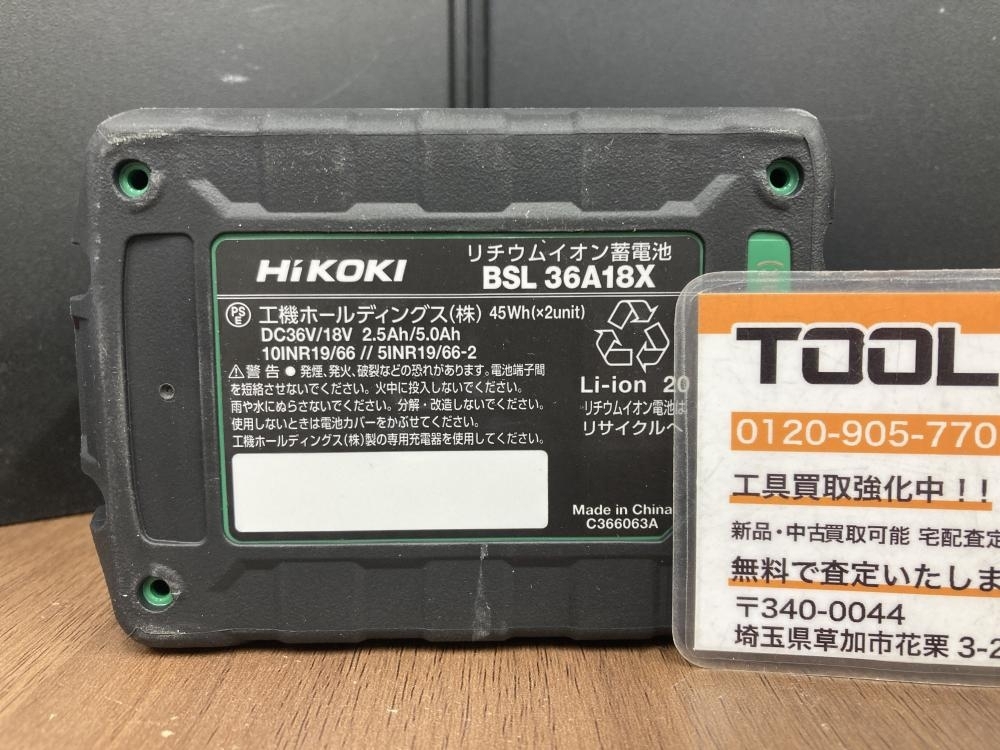 HiKOKI
リチウムイオン蓄電池
BSL 36A18X
PSE 工機ホールディングス(株) 45Wh(×2unit)
DC36V/18V 2.5Ah/5.0Ah
10INR19/66 // 5INR19/66-2
⚠警告 ● 発煙、発火、破裂などの恐れがあります。電池端子間
を短絡させないでください。火中に投入しないでください。
雨や水にぬらさないでください。分解・改造しないでください。
使用しないときは電池カバーをかぶせてください。
工機ホールディングス(株)製の専用充電器を使用してください。
Li-ion 20
リチウムイオン電池は
リサイクルへ
Made in China
C366063A
TOOL
0120-905-770
工具買取強化中!!
新品・中古買取可能 宅配査定
無料で査定いたしま
〒340-0044
埼玉県草加市花栗 3-2